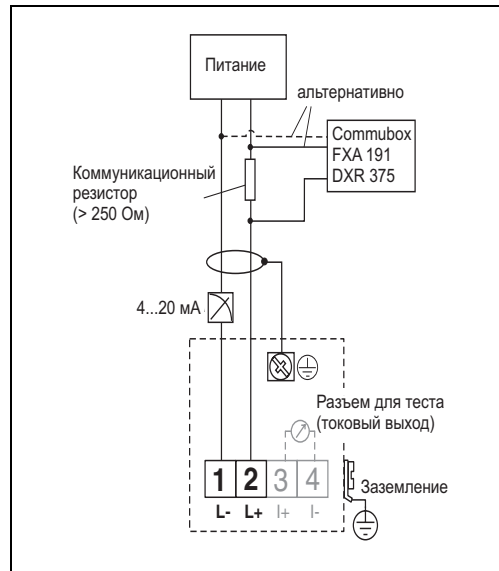 Питание
альтернативно
Commubox
FXA 191
DXR 375
Коммуникационный
резистор
(> 250 Ом)
4...20 мА
Разъем для теста
(токовый выход)
1 2 3 4
L- L+ I+ I-
Заземление